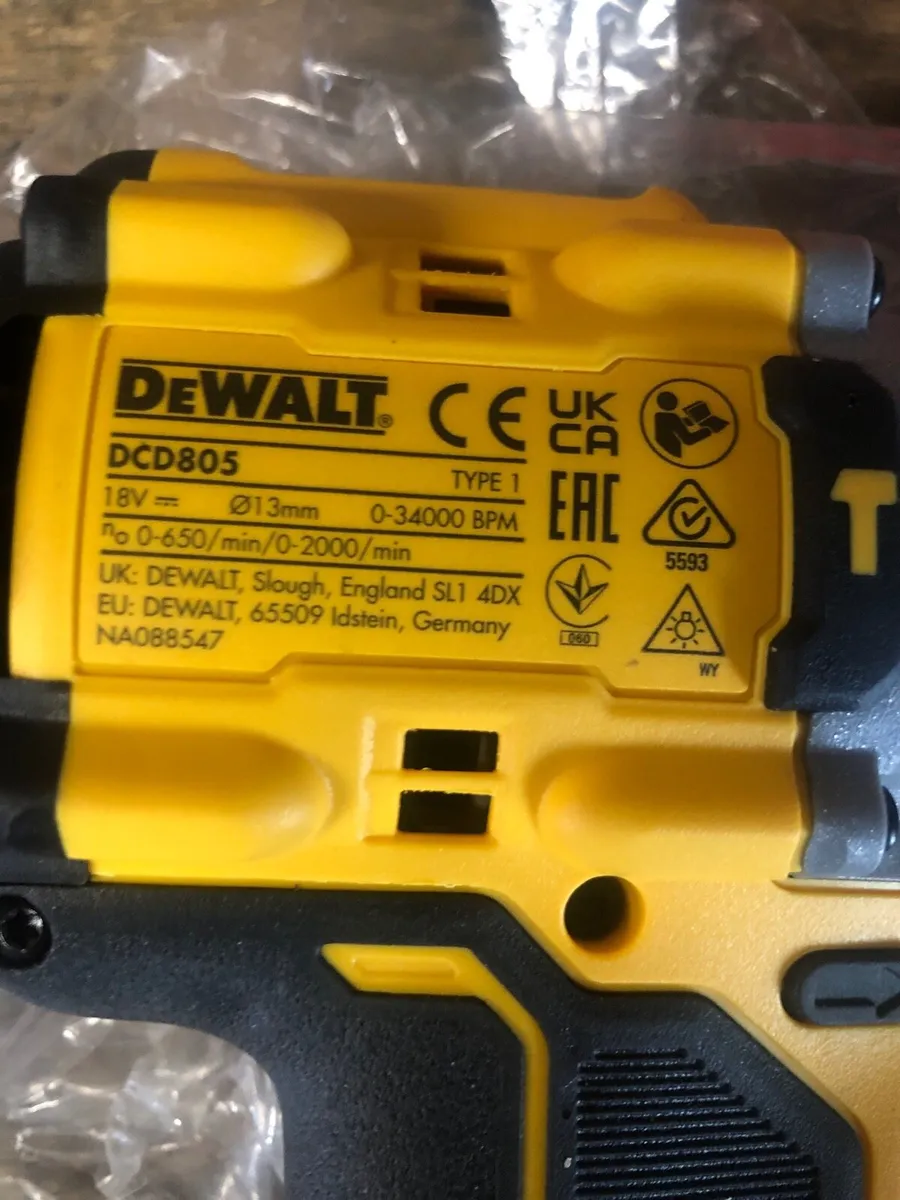 DEWALT®
DCD805 TYPE 1
18V ⎓ Ø13mm 0-34000 BPM
n₀ 0-650/min/0-2000/min
UK: DEWALT, Slough, England SL1 4DX
EU: DEWALT, 65509 Idstein, Germany
NA088547
CE
UK
CA
EAC
060
5593
WY